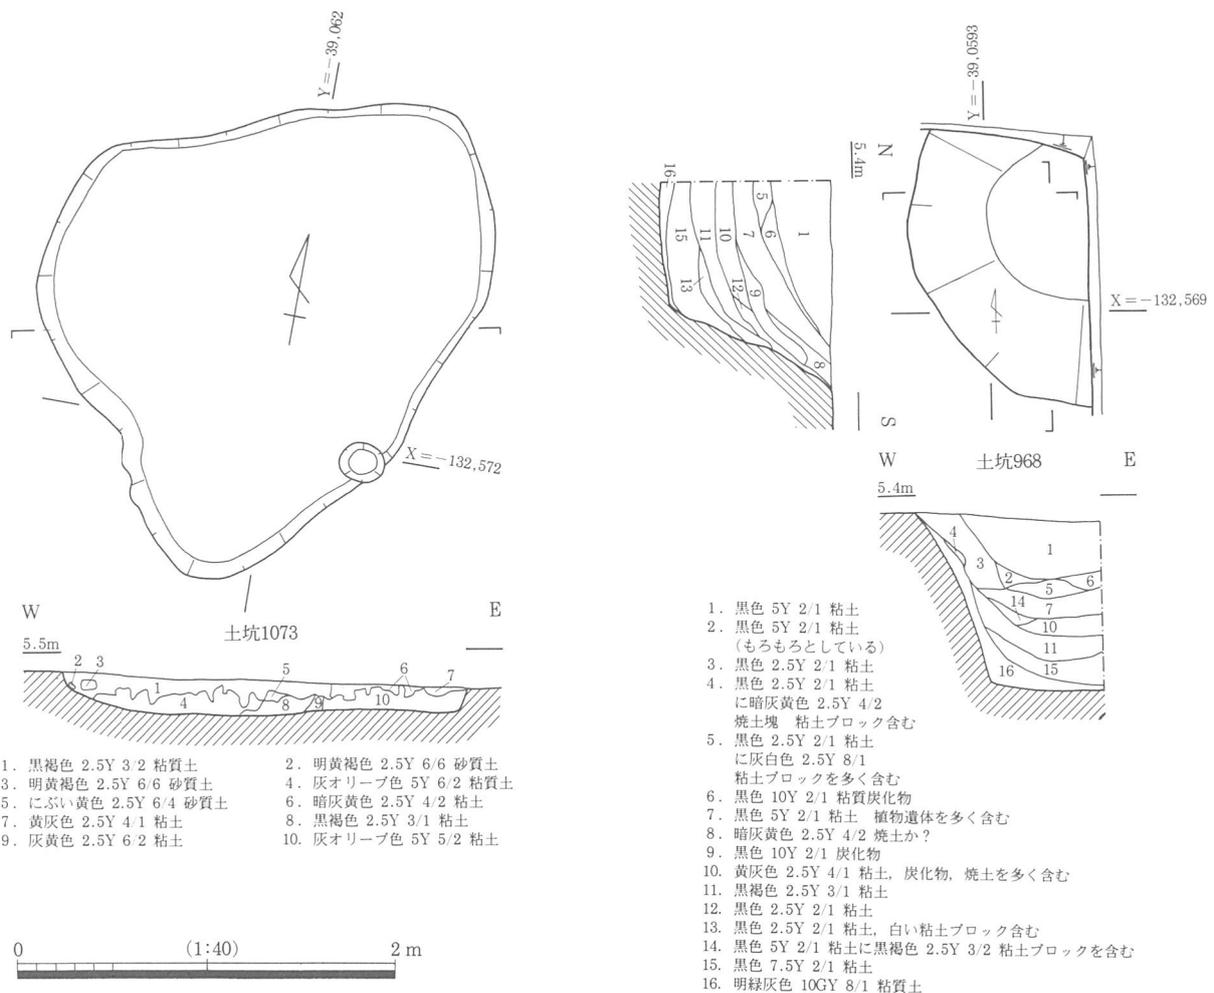 Y=-39,062
X=-132,572
土坑1073
W
E
5.5m
2
3
1
4
5
8
9
6
10
7
1. 黒褐色 2.5Y 3/2 粘質土
2. 明黄褐色 2.5Y 6/6 砂質土
3. 明黄褐色 2.5Y 6/6 砂質土
4. 灰オリーブ色 5Y 6/2 粘質土
5. にぶい黄色 2.5Y 6/4 砂質土
6. 暗灰黄色 2.5Y 4/2 粘土
7. 黄灰色 2.5Y 4/1 粘土
8. 黒褐色 2.5Y 3/1 粘土
9. 灰黄色 2.5Y 6/2 粘土
10. 灰オリーブ色 5Y 5/2 粘土
0
(1:40)
2 m
Y=-39.0593
X=-132,569
N
5.4m
S
16
15
11
10
7
5
6
1
13
12
9
8
土坑968
W
E
5.4m
4
3
1
2
5
6
14
7
10
11
16
15
1. 黒色 5Y 2/1 粘土
2. 黒色 5Y 2/1 粘土
(もろもろとしている)
3. 黒色 2.5Y 2/1 粘土
4. 黒色 2.5Y 2/1 粘土
に暗灰黄色 2.5Y 4/2
焼土塊 粘土ブロック含む
5. 黒色 2.5Y 2/1 粘土
に灰白色 2.5Y 8/1
粘土ブロックを多く含む
6. 黒色 10Y 2/1 粘質炭化物
7. 黒色 5Y 2/1 粘土 植物遺体を多く含む
8. 暗灰黄色 2.5Y 4/2 焼土か?
9. 黒色 10Y 2/1 炭化物
10. 黄灰色 2.5Y 4/1 粘土, 炭化物, 焼土を多く含む
11. 黒褐色 2.5Y 3/1 粘土
12. 黒色 2.5Y 2/1 粘土
13. 黒色 2.5Y 2/1 粘土, 白い粘土ブロック含む
14. 黒色 5Y 2/1 粘土に黒褐色 2.5Y 3/2 粘土ブロックを含む
15. 黒色 7.5Y 2/1 粘土
16. 明緑灰色 10GY 8/1 粘質土